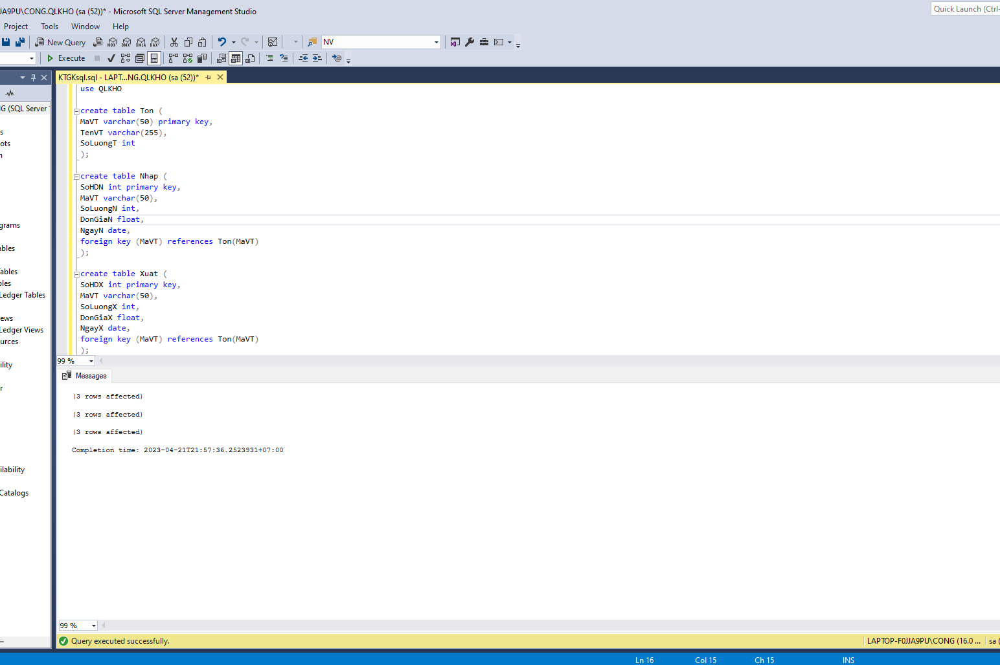 JA9PU\CONG.QLKHO (sa (52))* - Microsoft SQL Server Management Studio
Quick Launch (Ctrl-
Project Tools Window Help
New Query MDX DMX XMLA DAX NV
Execute
KTGKsql.sql - LAPT...NG.QLKHO (sa (52))*
G (SQL Server
s
ots
n
grams
ables
Tables
bles
Ledger Tables
ews
Ledger Views
urces
ility
r
ilability
Catalogs
use QLKHO
create table Ton (
MaVT varchar(50) primary key,
TenVT varchar(255),
SoLuongT int
);
create table Nhap (
SoHDN int primary key,
MaVT varchar(50),
SoLuongN int,
DonGiaN float,
NgayN date,
foreign key (MaVT) references Ton(MaVT)
);
create table Xuat (
SoHDX int primary key,
MaVT varchar(50),
SoLuongX int,
DonGiaX float,
NgayX date,
foreign key (MaVT) references Ton(MaVT)
);
99 %
Messages
(3 rows affected)
(3 rows affected)
(3 rows affected)
Completion time: 2023-04-21T21:57:36.2523931+07:00
99 %
Query executed successfully.
LAPTOP-F0JJA9PU\CONG (16.0 ... sa (
Ln 16 Col 15 Ch 15 INS